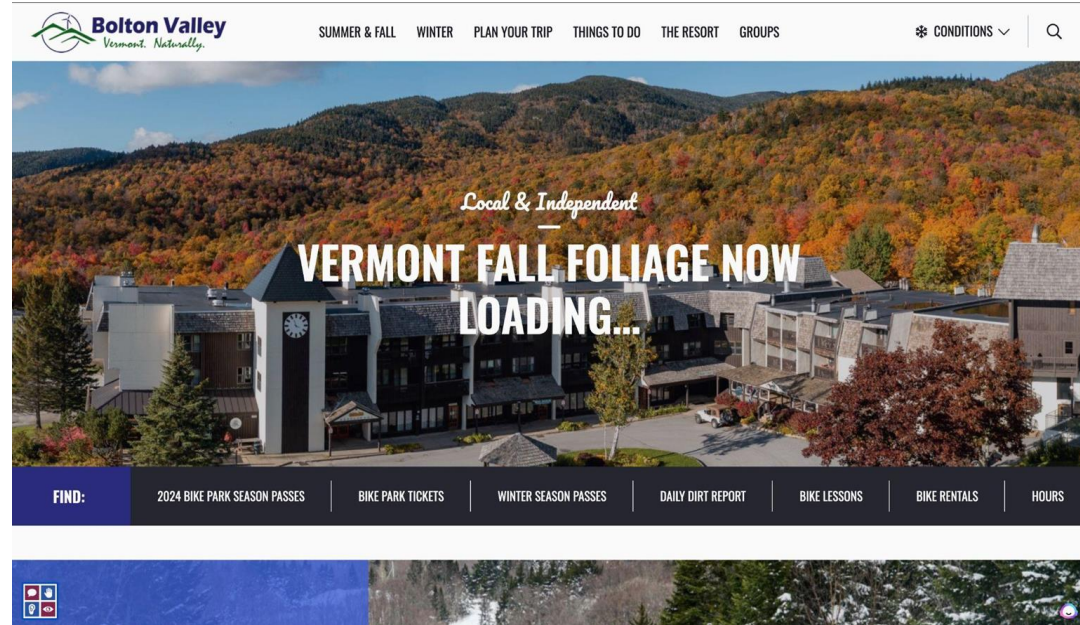 Bolton Valley
Vermont. Naturally.
SUMMER & FALL WINTER PLAN YOUR TRIP THINGS TO DO THE RESORT GROUPS CONDITIONS
Local & Independent
VERMONT FALL FOLIAGE NOW
LOADING...
FIND: 2024 BIKE PARK SEASON PASSES BIKE PARK TICKETS WINTER SEASON PASSES DAILY DIRT REPORT BIKE LESSONS BIKE RENTALS HOURS